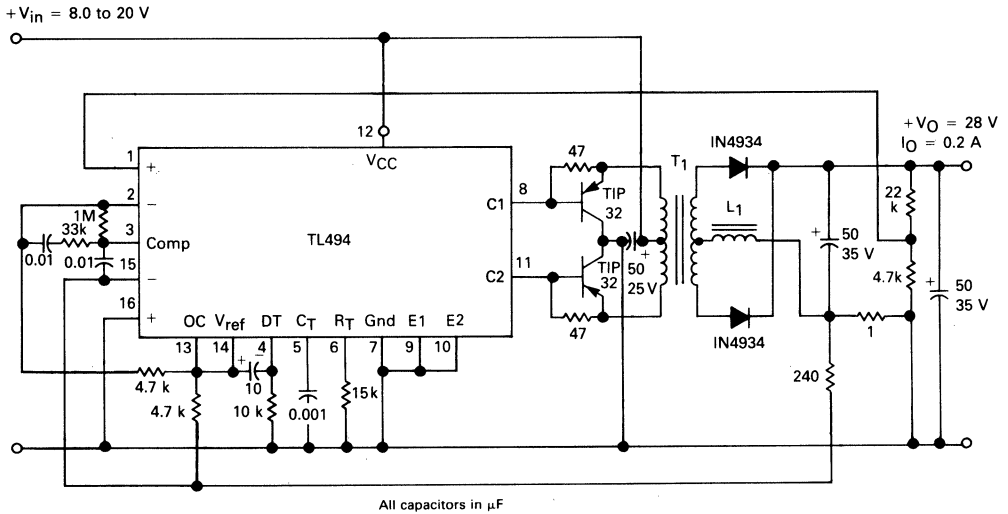 +Vin = 8.0 to 20 V
+VO = 28 V
IO = 0.2 A
12
VCC
1
+
2
−
1M
33k
3
Comp
0.01
0.01
15
−
16
+
TL494
C1
8
C2
11
47
TIP
32
TIP
32
47
50
25 V
+
T1
IN4934
L1
IN4934
+
50
35 V
22
k
4.7k
+
50
35 V
1
240
OC
Vref
DT
CT
RT
Gnd
E1
E2
13
14
4
5
6
7
9
10
+
−
10
4.7 k
4.7 k
10 k
0.001
15k
All capacitors in μF